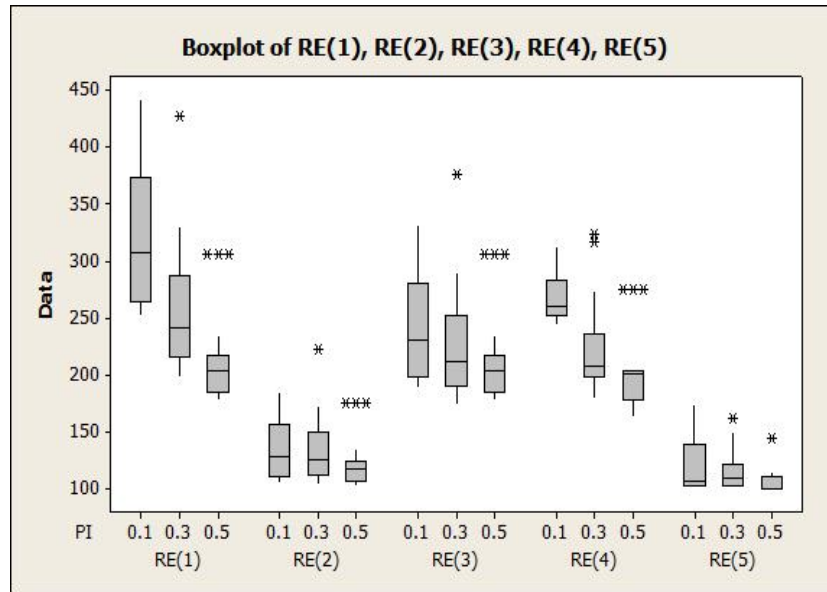 Boxplot of RE(1), RE(2), RE(3), RE(4), RE(5)
450
400
350
300
250
200
150
100
Data
PI 0.1 0.3 0.5 0.1 0.3 0.5 0.1 0.3 0.5 0.1 0.3 0.5 0.1 0.3 0.5
RE(1) RE(2) RE(3) RE(4) RE(5)